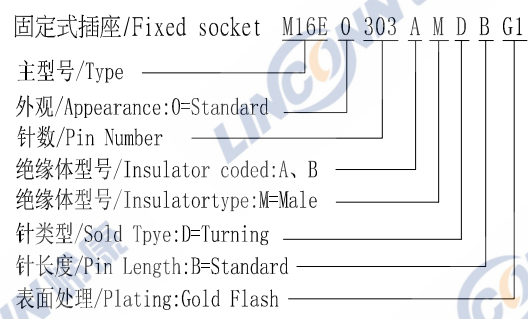 固定式插座/Fixed socket M16E 0 303 A M D B G1
主型号/Type
外观/Appearance:0=Standard
针数/Pin Number
绝缘体型号/Insulator coded:A、B
绝缘体型号/Insulatortype:M=Male
针类型/Sold Tpye:D=Turning
针长度/Pin Length:B=Standard
表面处理/Plating:Gold Flash